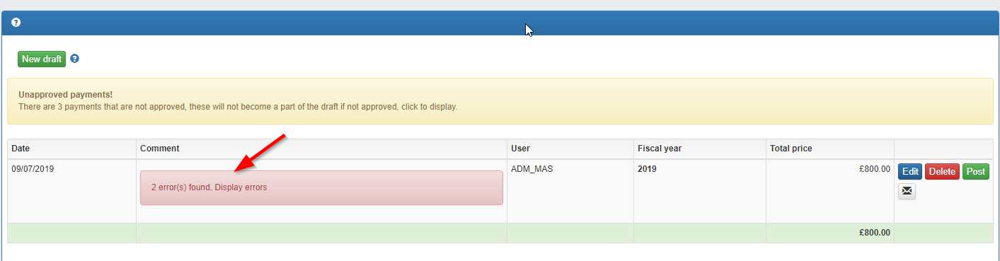 New draft
Unapproved payments!
There are 3 payments that are not approved, these will not become a part of the draft if not approved, click to display.
Date Comment User Fiscal year Total price
09/07/2019 2 error(s) found. Display errors ADM_MAS 2019 £800.00 Edit Delete Post
£800.00